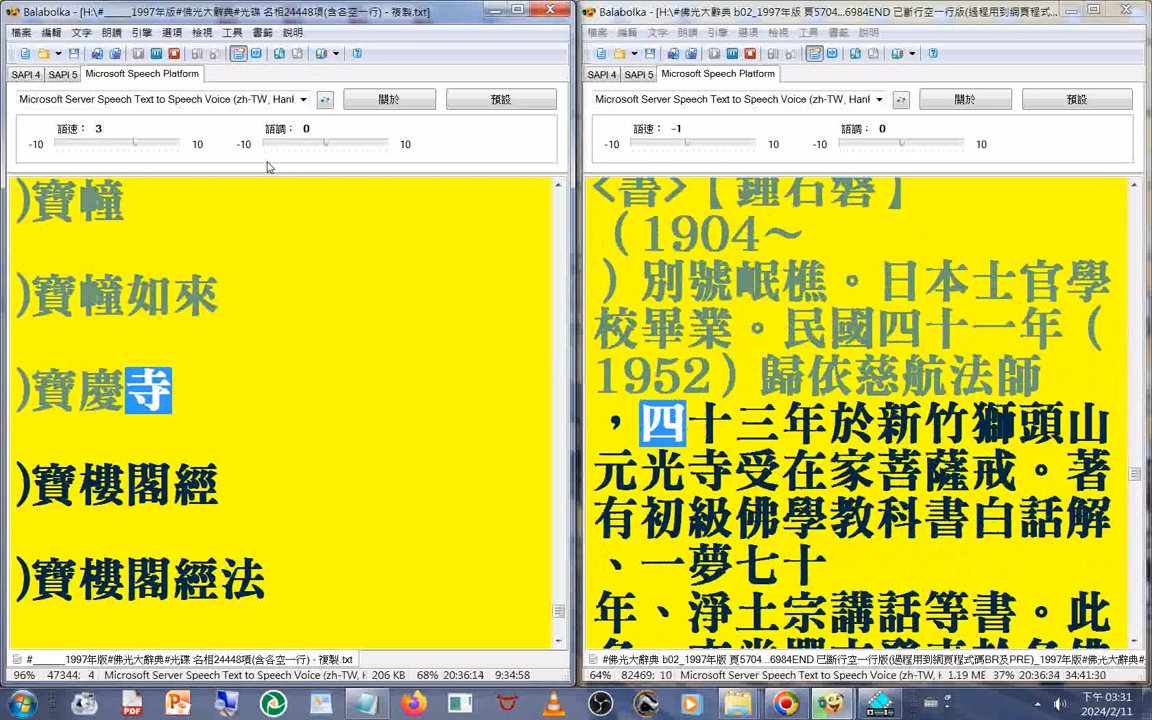 Balabolka - [H:\#_____1997年版#佛光大辭典#光碟 名相24448項(含各空一行) - 複製.txt]
檔案 編輯 文字 朗讀 引擎 選項 檢視 工具 書籤 說明
SAPI 4 SAPI 5 Microsoft Speech Platform
Microsoft Server Speech Text to Speech Voice (zh-TW, Hanl
關於
預設
語速： 3
語調： 0
-10 10 -10 10
)寶幢
)寶幢如來
)寶慶寺
)寶樓閣經
)寶樓閣經法
#_____1997年版#佛光大辭典#光碟 名相24448項(含各空一行) - 複製.txt
96% 47344: 4 Microsoft Server Speech Text to Speech Voice (zh-TW, H 206 KB 68% 20:36:14 9:34:58
Balabolka - [H:\#佛光大辭典 b02_1997年版 頁5704...6984END 已斷行空一行版(過程用到網頁程式...
檔案 編輯 文字 朗讀 引擎 選項 檢視 工具 書籤 說明
SAPI 4 SAPI 5 Microsoft Speech Platform
Microsoft Server Speech Text to Speech Voice (zh-TW, Hanl
關於
預設
語速： -1
語調： 0
-10 10 -10 10
<書>【鍾石磐】
（1904～
）別號岷樵。日本士官學
校畢業。民國四十一年（
1952）歸依慈航法師
，四十三年於新竹獅頭山
元光寺受在家菩薩戒。著
有初級佛學教科書白話解
、一夢七十
年、淨土宗講話等書。此
#佛光大辭典 b02_1997年版 頁5704...6984END 已斷行空一行版(過程用到網頁程式碼BR及PRE)_1997年版#佛光大辭典#
64% 82469: 10 Microsoft Server Speech Text to Speech Voice (zh-TW, H 1.19 ME 37% 20:36:34 34:41:30
下午 03:31
2024/2/11